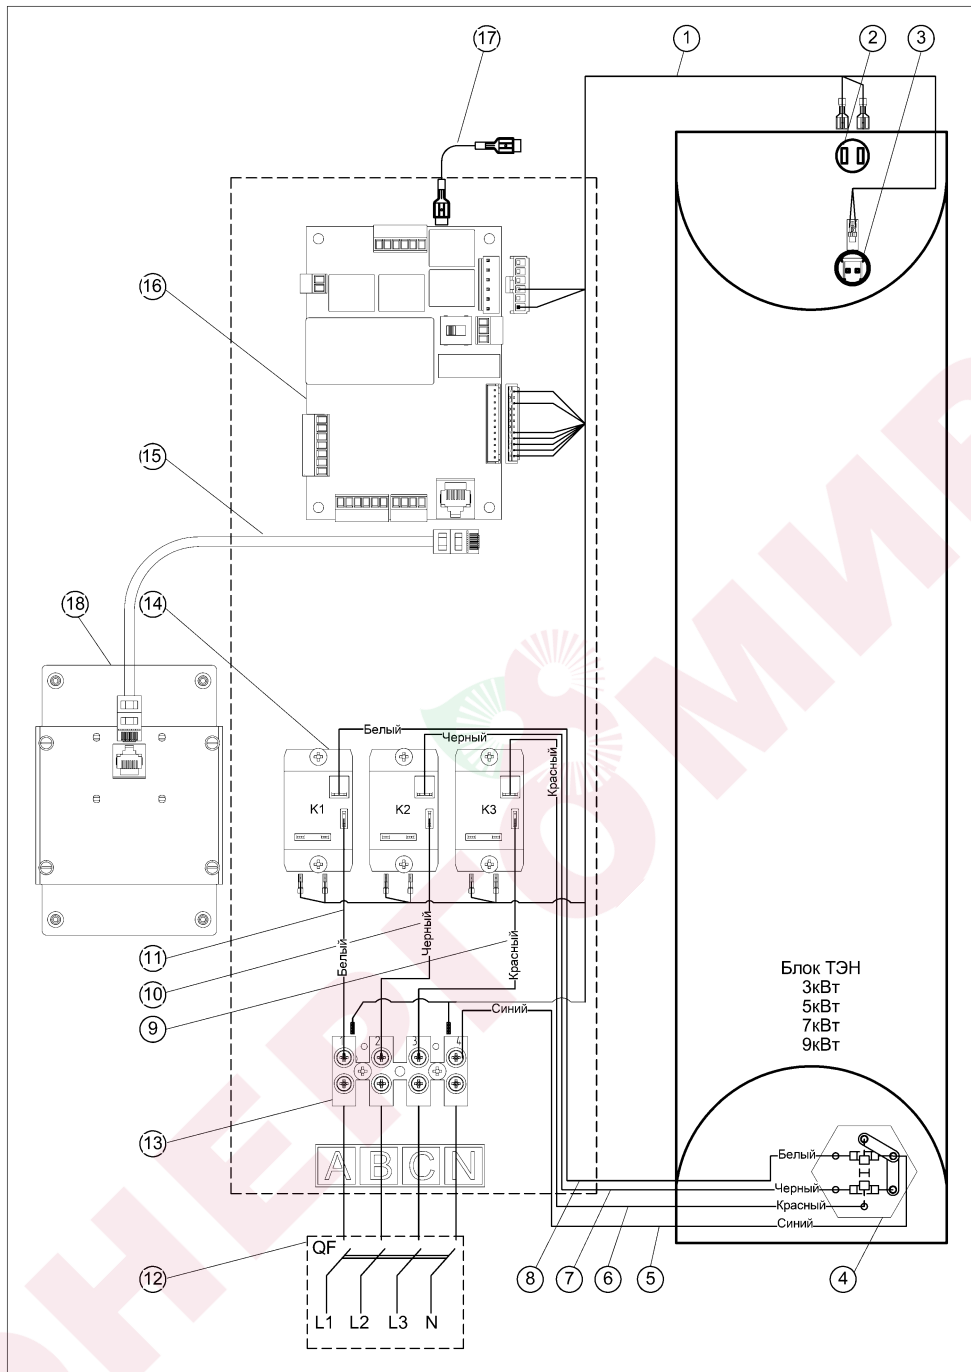 17
1
2
3
16
15
18
14
Белый
Черный
Красный
K1
K2
K3
11
10
9
Белый
Черный
Красный
Синий
Блок ТЭН
3кВт
5кВт
7кВт
9кВт
1
2
3
4
13
A B C N
Белый
Черный
Красный
Синий
12
QF
L1 L2 L3 N
8
7
6
5
4
ЭНЕРГОМИР